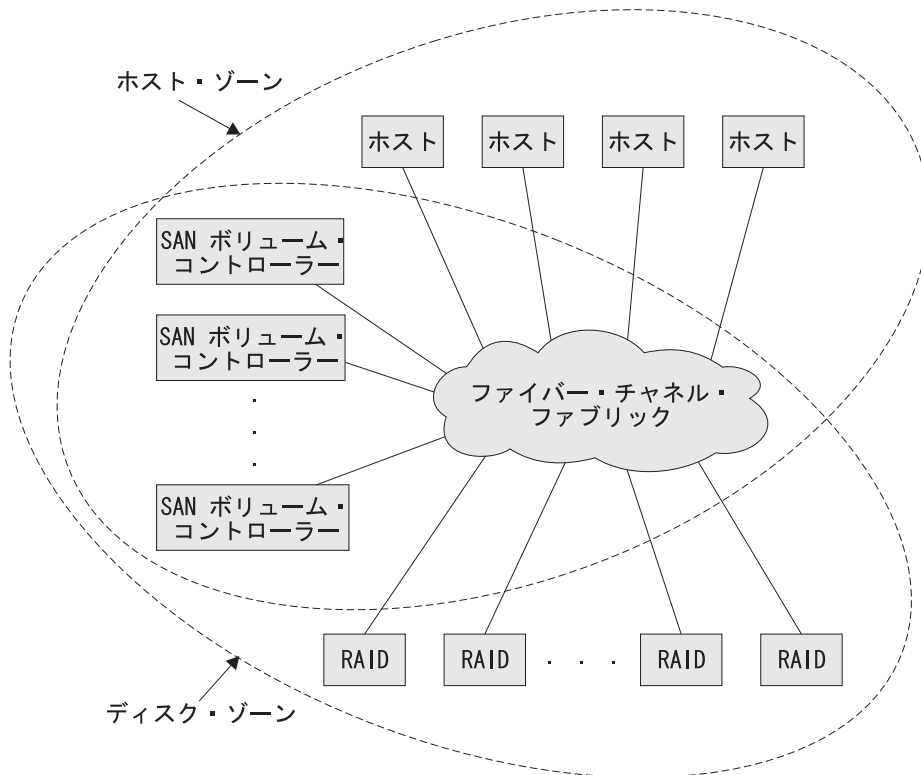 ホスト・ゾーン
ホスト
ホスト
ホスト
ホスト
SAN ボリューム・
コントローラー
SAN ボリューム・
コントローラー
ファイバー・チャネル・
ファブリック
.
.
.
SAN ボリューム・
コントローラー
RAID
RAID
. . .
RAID
RAID
ディスク・ゾーン